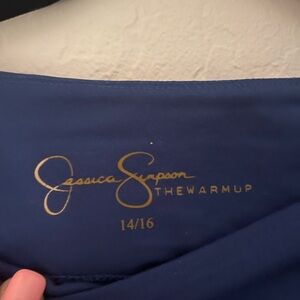 Jessica Simpson
THEWARMUP
14/16